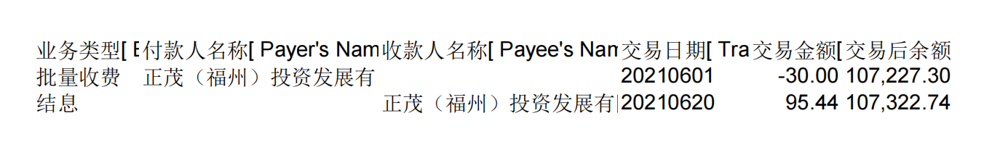 业务类型[ E 付款人名称[ Payer's Nam 收款人名称[ Payee's Nam 交易日期[ Tra 交易金额[ 交易后余额
批量收费 正茂（福州）投资发展有 20210601 -30.00 107,227.30
结息 正茂（福州）投资发展有 20210620 95.44 107,322.74